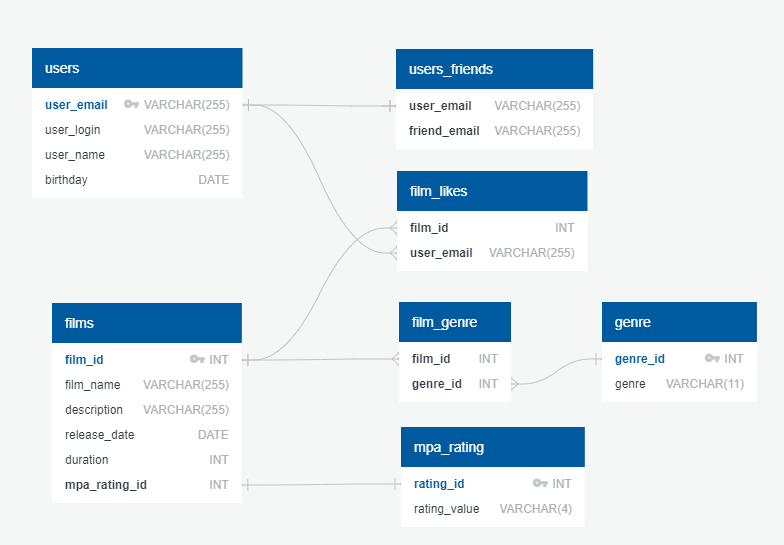 users
user_email VARCHAR(255)
user_login VARCHAR(255)
user_name VARCHAR(255)
birthday DATE
users_friends
user_email VARCHAR(255)
friend_email VARCHAR(255)
film_likes
film_id INT
user_email VARCHAR(255)
films
film_id INT
film_name VARCHAR(255)
description VARCHAR(255)
release_date DATE
duration INT
mpa_rating_id INT
film_genre
film_id INT
genre_id INT
genre
genre_id INT
genre VARCHAR(11)
mpa_rating
rating_id INT
rating_value VARCHAR(4)